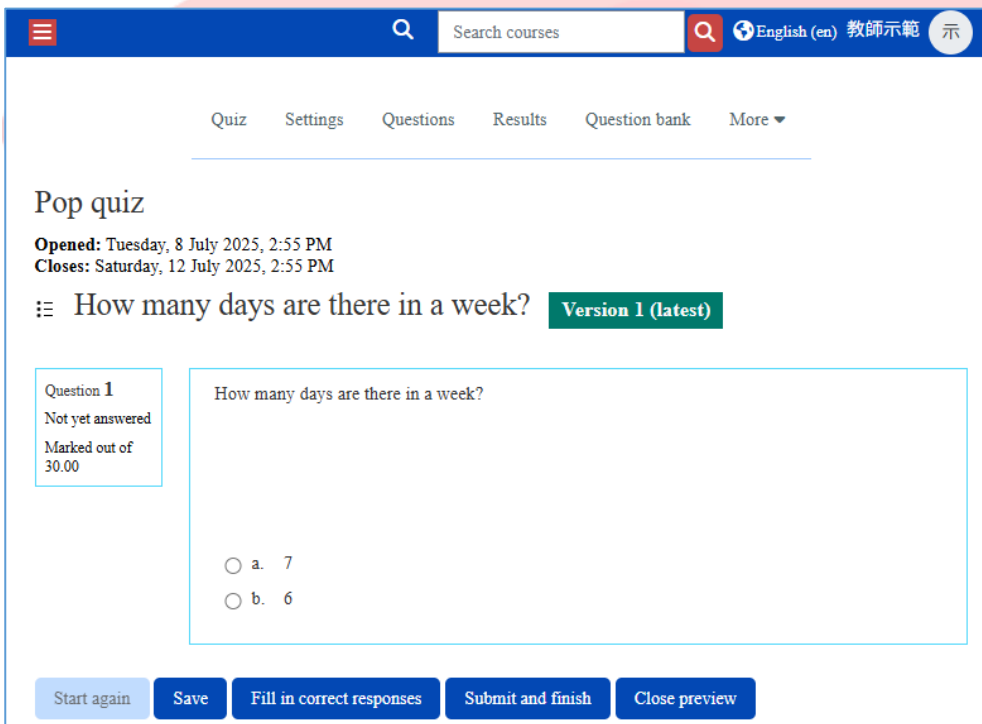 Search courses English (en) 教師示範 示
Quiz Settings Questions Results Question bank More
Pop quiz
Opened: Tuesday, 8 July 2025, 2:55 PM
Closes: Saturday, 12 July 2025, 2:55 PM
How many days are there in a week? Version 1 (latest)
Question 1
Not yet answered
Marked out of
30.00
How many days are there in a week?
a. 7
b. 6
Start again Save Fill in correct responses Submit and finish Close preview